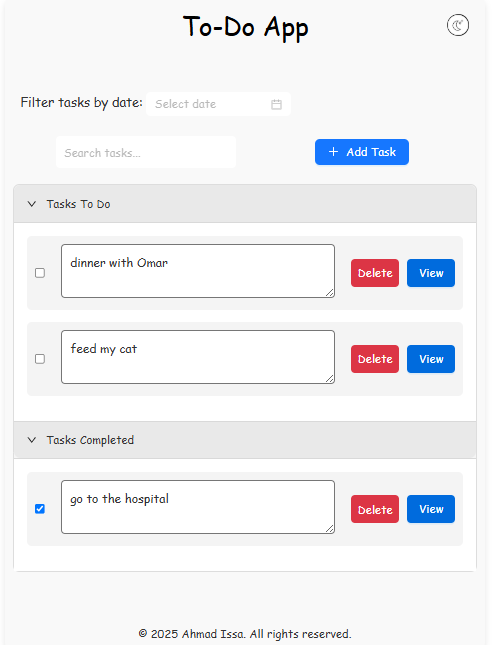 To-Do App
Filter tasks by date: Select date
Search tasks...
Add Task
Tasks To Do
dinner with Omar
Delete
View
feed my cat
Delete
View
Tasks Completed
go to the hospital
Delete
View
© 2025 Ahmad Issa. All rights reserved.